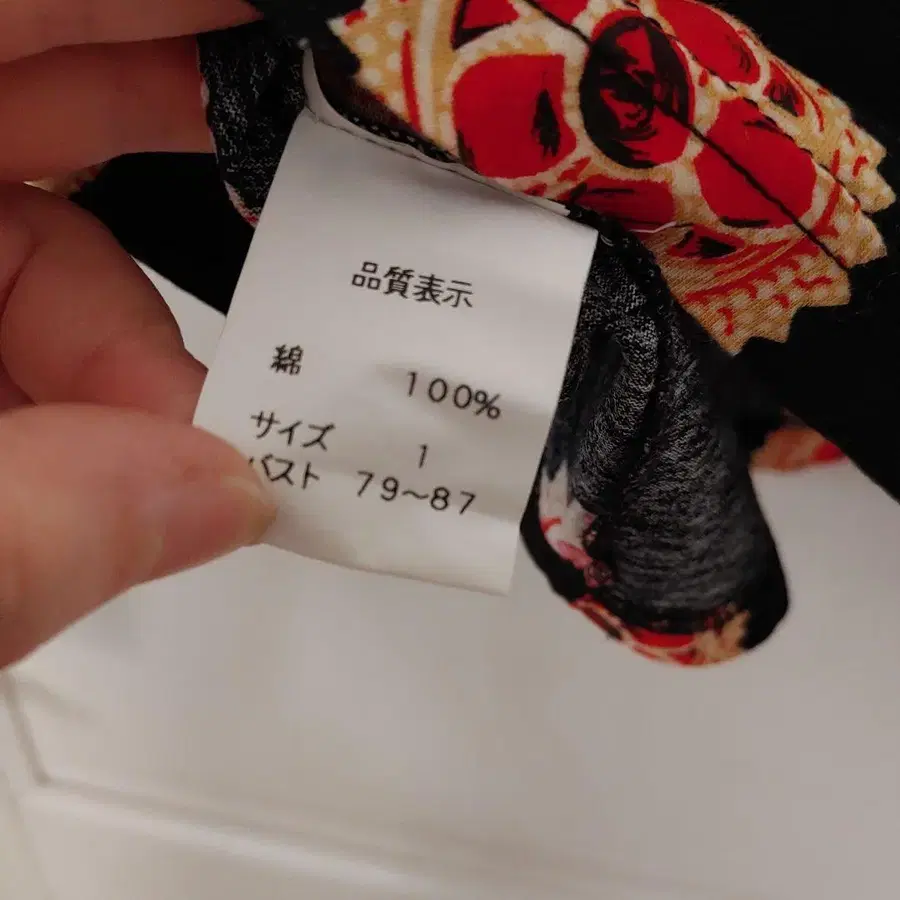 品質表示
綿 100%
サイズ 1
バスト 79～87